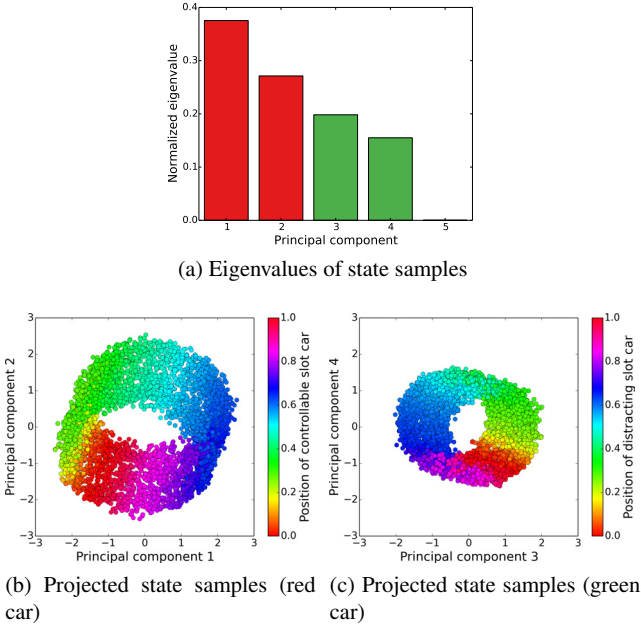 0.4
0.3
0.2
0.1
0.0
Normalized eigenvalue
1 2 3 4 5
Principal component
(a) Eigenvalues of state samples
3
2
1
0
−1
−2
−3
Principal component 2
−3 −2 −1 0 1 2 3
Principal component 1
1.0
0.8
0.6
0.4
0.2
0.0
Position of controllable slot car
3
2
1
0
−1
−2
−3
Principal component 4
−3 −2 −1 0 1 2 3
Principal component 3
1.0
0.8
0.6
0.4
0.2
0.0
Position of distracting slot car
(b) Projected state samples (red
car)
(c) Projected state samples (green
car)